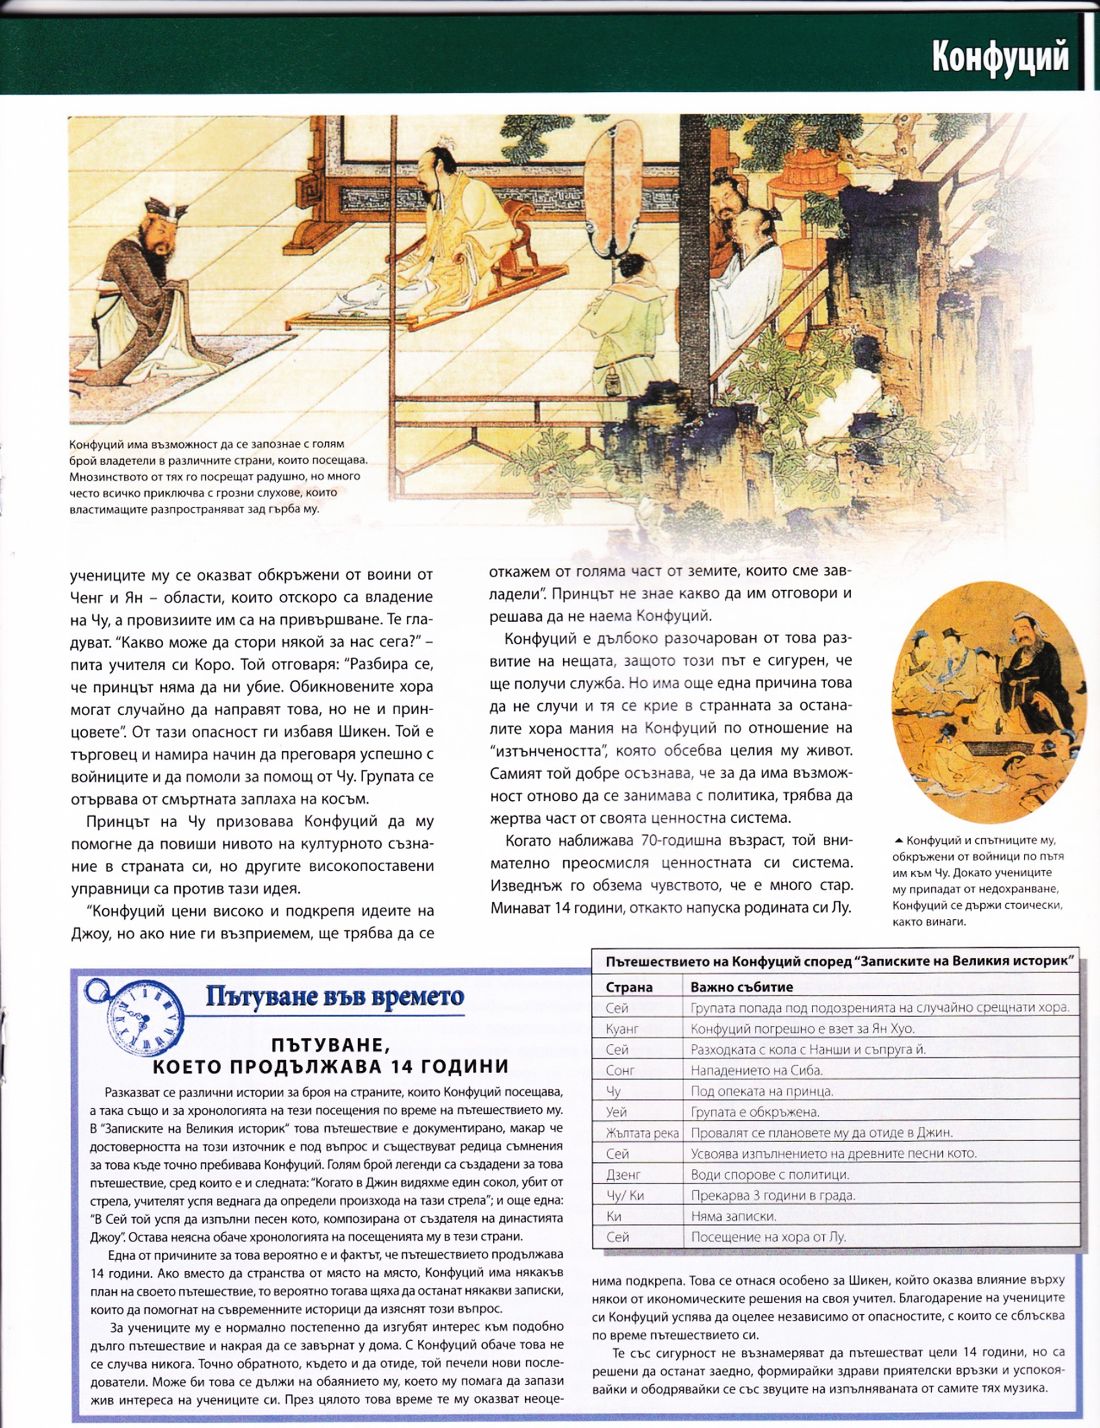 Конфуций
Конфуций има възможност да се запознае с голям
брой владетели в различните страни, които посещава.
Мнозинството от тях го посрещат радушно, но много
често всичко приключва с грозни слухове, които
властимащите разпространяват зад гърба му.
учениците му се оказват обкръжени от воини от
Ченг и Ян – области, които отскоро са владение
на Чу, а провизиите им са на привършване. Те гла-
дуват. “Какво може да стори някой за нас сега?” –
пита учителя си Коро. Той отговаря: “Разбира се,
че принцът няма да ни убие. Обикновените хора
могат случайно да направят това, но не и прин-
цовете”. От тази опасност ги избавя Шикен. Той е
търговец и намира начин да преговаря успешно с
войниците и да помоли за помощ от Чу. Групата се
отървава от смъртната заплаха на косъм.
Принцът на Чу призовава Конфуций да му
помогне да повиши нивото на културното съзна-
ние в страната си, но другите високопоставени
управници са против тази идея.
“Конфуций цени високо и подкрепя идеите на
Джоу, но ако ние ги възприемем, ще трябва да се
откажем от голяма част от земите, които сме зав-
ладели”. Принцът не знае какво да им отговори и
решава да не наема Конфуций.
Конфуций е дълбоко разочарован от това раз-
витие на нещата, защото този път е сигурен, че
ще получи служба. Но има още една причина това
да не случи и тя се крие в странната за остана-
лите хора мания на Конфуций по отношение на
“изтънчеността”, която обсебва целия му живот.
Самият той добре осъзнава, че за да има възмож-
ност отново да се занимава с политика, трябва да
жертва част от своята ценностна система.
Когато наближава 70-годишна възраст, той вни-
мателно преосмисля ценностната си система.
Изведнъж го обзема чувството, че е много стар.
Минават 14 години, откакто напуска родината си Лу.
Конфуций и спътниците му,
обкръжени от войници по пътя
им към Чу. Докато учениците
му припадат от недохранване,
Конфуций се държи стоически,
както винаги.
Пътуване във времето
ПЪТУВАНЕ,
КОЕТО ПРОДЪЛЖАВА 14 ГОДИНИ
Разказват се различни истории за броя на страните, които Конфуций посещава,
а така също и за хронологията на тези посещения по време на пътешествието му.
В “Записките на Великия историк” това пътешествие е документирано, макар че
достоверността на този източник е под въпрос и съществуват редица съмнения
за това къде точно пребивава Конфуций. Голям брой легенди са създадени за това
пътешествие, сред които е и следната: “Когато в Джин видяхме един сокол, убит от
стрела, учителят успя веднага да определи произхода на тази стрела”; и още една:
“В Сей той успя да изпълни песен кото, композирана от създателя на династията
Джоу”. Остава неясна обаче хронологията на посещенията му в тези страни.
Една от причините за това вероятно е и фактът, че пътешествието продължава
14 години. Ако вместо да странства от място на място, Конфуций има някакъв
план на своето пътешествие, то вероятно тогава щяха да останат някакви записки,
които да помогнат на съвременните историци да изяснят този въпрос.
За учениците му е нормално постепенно да изгубят интерес към подобно
дълго пътешествие и накрая да се завърнат у дома. С Конфуций обаче това не
се случва никога. Точно обратното, където и да отиде, той печели нови после-
дователи. Може би това се дължи на обаянието му, което му помага да запази
жив интереса на учениците си. През цялото това време те му оказват неоце-
Пътешествието на Конфуций според “Записките на Великия историк”
Страна Важно събитие
Сей Групата попада под подозренията на случайно срещнати хора.
Куанг Конфуций погрешно е взет за Ян Хуо.
Сей Разходката с кола с Нанши и съпруга й.
Сонг Нападението на Сиба.
Чу Под опеката на принца.
Уей Групата е обкръжена.
Жълтата река Провалят се плановете му да отиде в Джин.
Сей Усвоява изпълнението на древните песни кото.
Дзенг Води спорове с политици.
Чу/ Ки Прекарва 3 години в града.
Ки Няма записки.
Сей Посещение на хора от Лу.
нима подкрепа. Това се отнася особено за Шикен, който оказва влияние върху
някои от икономическите решения на своя учител. Благодарение на учениците
си Конфуций успява да оцелее независимо от опасностите, с които се сблъсква
по време пътешествието си.
Те със сигурност не възнамеряват да пътешестват цели 14 години, но са
решени да останат заедно, формирайки здрави приятелски връзки и успокоя-
вайки и ободрявайки се със звуците на изпълняваната от самите тях музика.